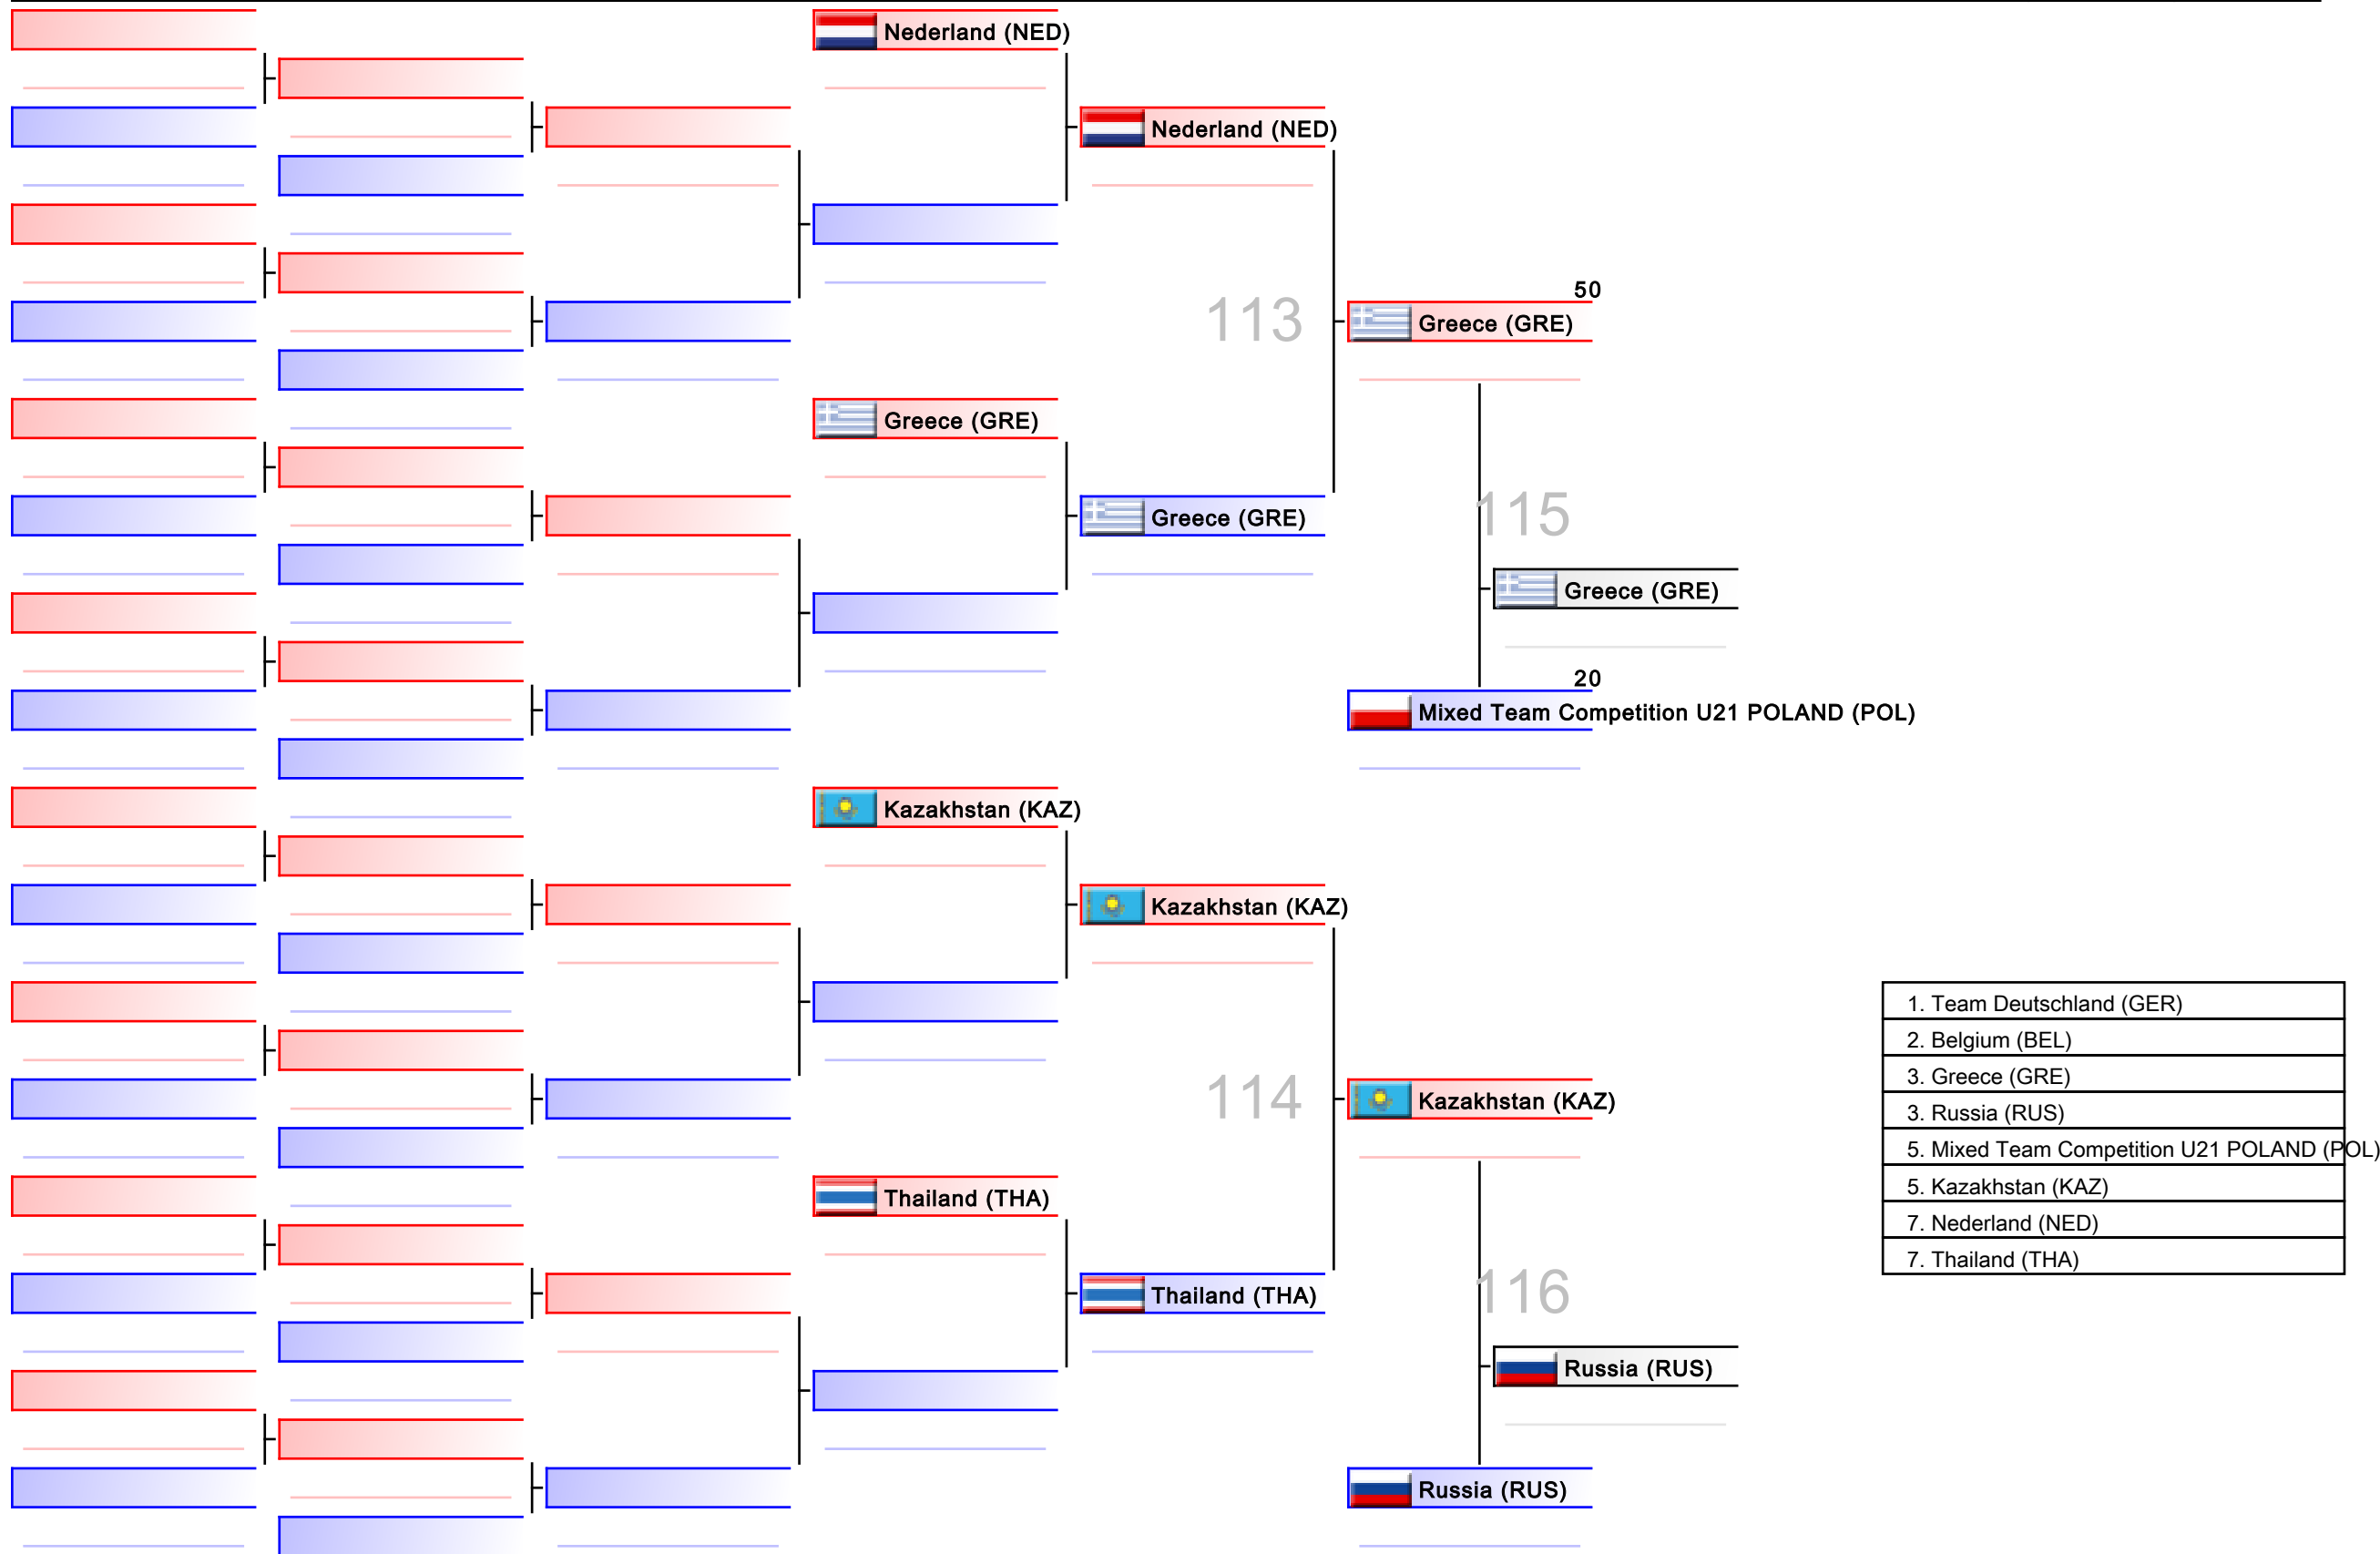 Nederland (NED)
Nederland (NED)
113
50
Greece (GRE)
Greece (GRE)
Greece (GRE)
115
Greece (GRE)
20
Mixed Team Competition U21 POLAND (POL)
Kazakhstan (KAZ)
Kazakhstan (KAZ)
114
Kazakhstan (KAZ)
Thailand (THA)
Thailand (THA)
116
Russia (RUS)
Russia (RUS)
1. Team Deutschland (GER)
2. Belgium (BEL)
3. Greece (GRE)
3. Russia (RUS)
5. Mixed Team Competition U21 POLAND (POL)
5. Kazakhstan (KAZ)
7. Nederland (NED)
7. Thailand (THA)